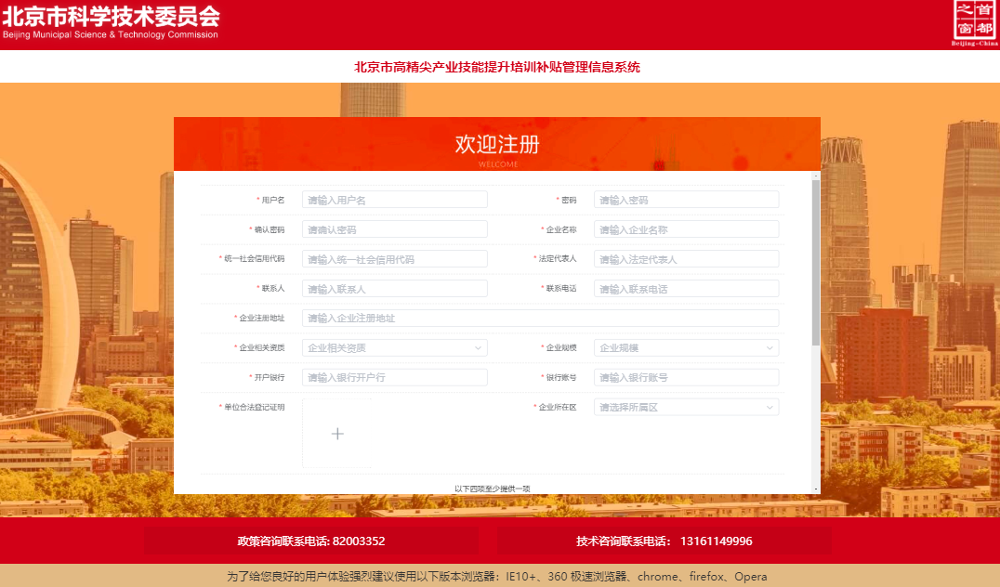 北京市科学技术委员会
Beijing Municipal Science & Technology Commission
之首
窗都
Beijing-China
北京市高精尖产业技能提升培训补贴管理信息系统
欢迎注册
WELCOME
* 用户名 请输入用户名 * 密码 请输入密码
* 确认密码 请确认密码 * 企业名称 请输入企业名称
* 统一社会信用代码 请输入统一社会信用代码 * 法定代表人 请输入法定代表人
* 联系人 请输入联系人 * 联系电话 请输入联系电话
* 企业注册地址 请输入企业注册地址
* 企业相关资质 企业相关资质 * 企业规模 企业规模
* 开户银行 请输入银行开户行 * 银行账号 请输入银行账号
* 单位合法登记证明 * 企业所在区 请选择所属区
以下四项至少提供一项
政策咨询联系电话: 82003352 技术咨询联系电话： 13161149996
为了给您良好的用户体验强烈建议使用以下版本浏览器：IE10+、360 极速浏览器、chrome、firefox、Opera